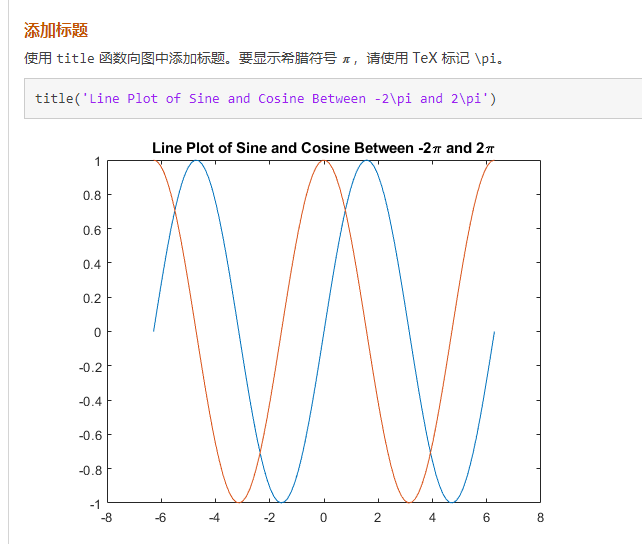 添加标题
使用 title 函数向图中添加标题。要显示希腊符号 π，请使用 TeX 标记 \pi。
title('Line Plot of Sine and Cosine Between -2\pi and 2\pi')
Line Plot of Sine and Cosine Between -2π and 2π
1
0.8
0.6
0.4
0.2
0
-0.2
-0.4
-0.6
-0.8
-1
-8 -6 -4 -2 0 2 4 6 8